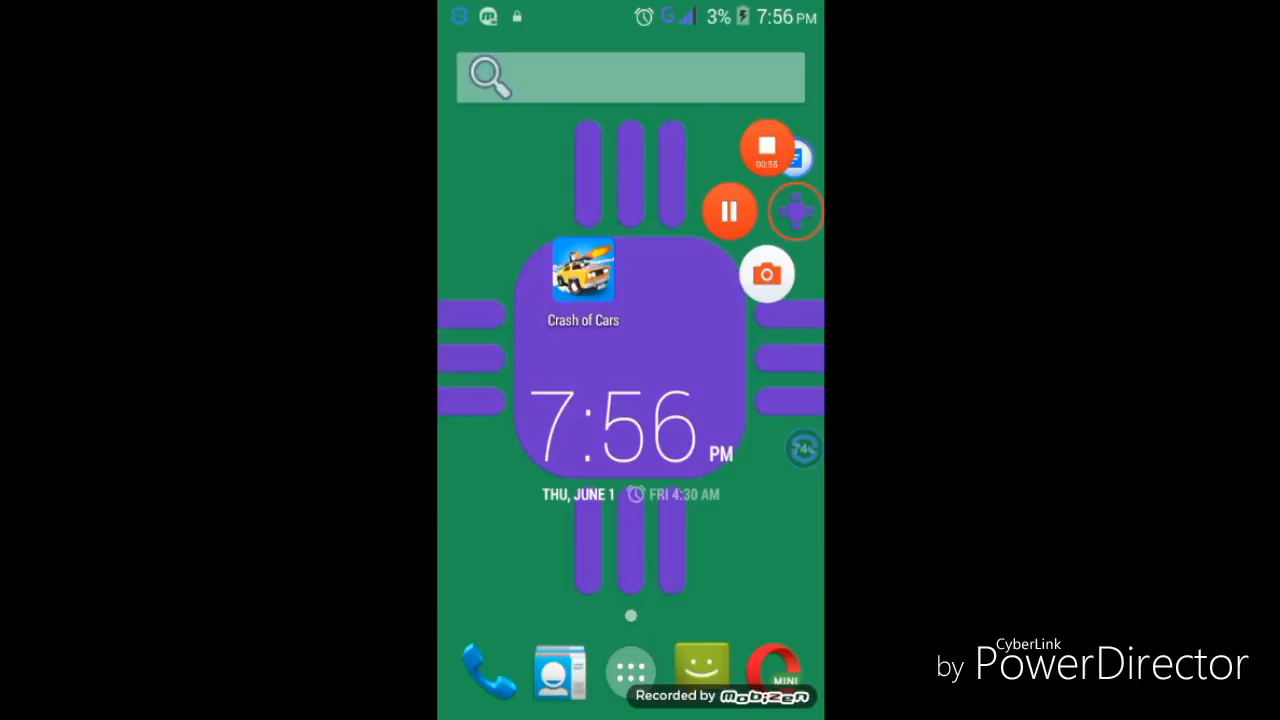 3% 7:56 PM
00:55
Crash of Cars
7:56 PM
74%
THU, JUNE 1 FRI 4:30 AM
MINI
Recorded by mobizen
CyberLink
by PowerDirector